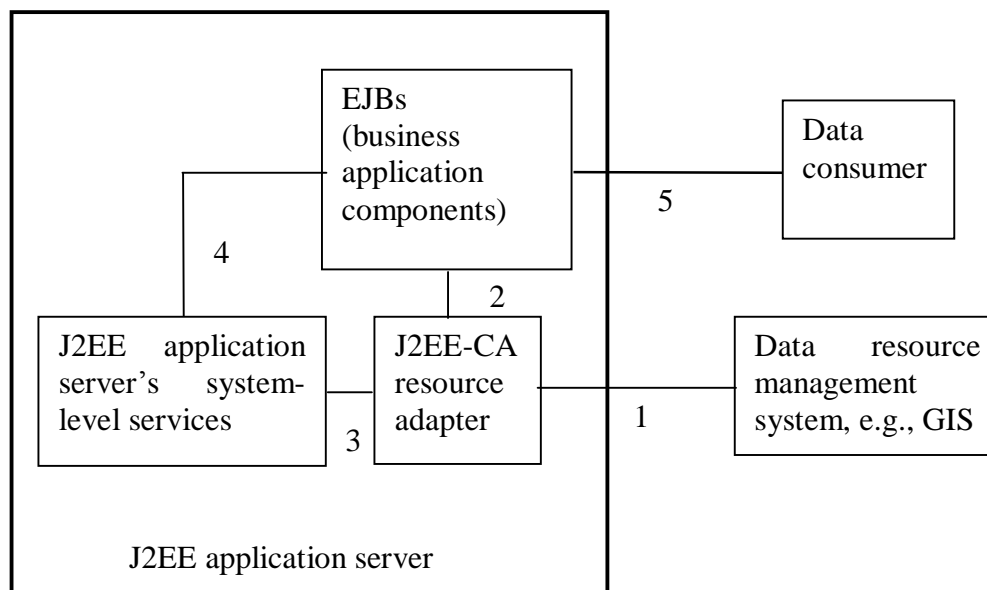 EJBs
(business
application
components)
Data
consumer
5
4
2
J2EE application
server's system-
level services
J2EE-CA
resource
adapter
Data resource
management
system, e.g., GIS
3
1
J2EE application server